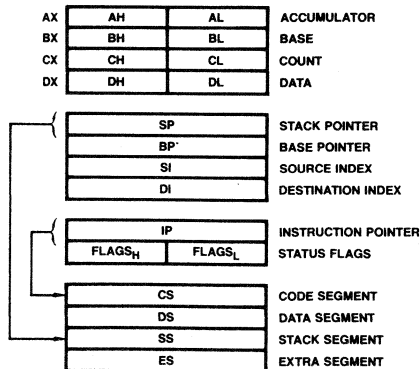 AX AH AL ACCUMULATOR
BX BH BL BASE
CX CH CL COUNT
DX DH DL DATA
SP STACK POINTER
BP BASE POINTER
SI SOURCE INDEX
DI DESTINATION INDEX
IP INSTRUCTION POINTER
FLAGSH FLAGSL STATUS FLAGS
CS CODE SEGMENT
DS DATA SEGMENT
SS STACK SEGMENT
ES EXTRA SEGMENT